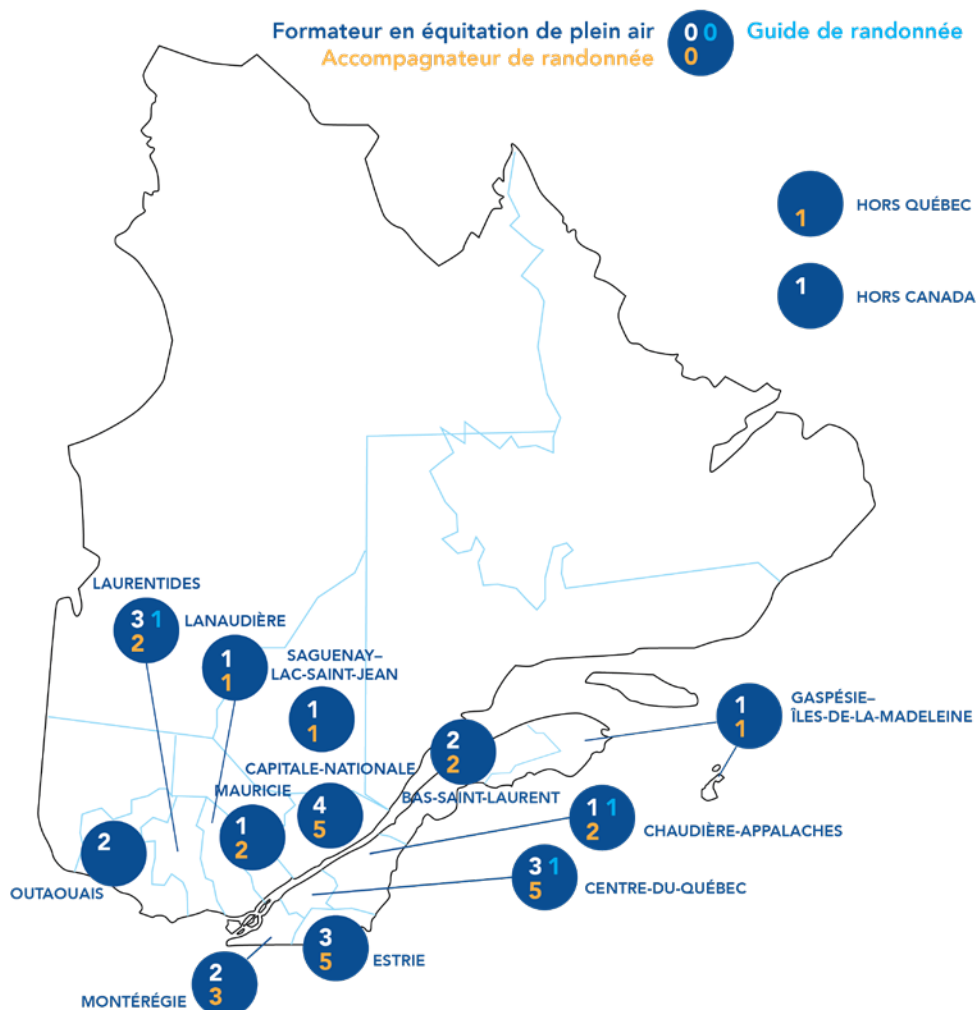 Formateur en équitation de plein air 0 0 Guide de randonnée
Accompagnateur de randonnée 0
1 HORS QUÉBEC
1 HORS CANADA
LAURENTIDES
3 1
2
LANAUDIÈRE
1
1
SAGUENAY–
LAC-SAINT-JEAN
1
1
GASPÉSIE–
ÎLES-DE-LA-MADELEINE
1
1
2
2
BAS-SAINT-LAURENT
CAPITALE-NATIONALE
4
5
MAURICIE
1
2
1 1
2
CHAUDIÈRE-APPALACHES
2
OUTAOUAIS
3 1
5
CENTRE-DU-QUÉBEC
3
5
ESTRIE
2
3
MONTÉRÉGIE